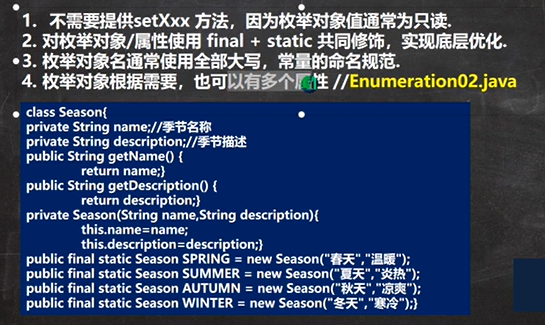 1. 不需要提供setXxx 方法，因为枚举对象值通常为只读.
2. 对枚举对象/属性使用 final + static 共同修饰，实现底层优化.
3. 枚举对象名通常使用全部大写，常量的命名规范.
4. 枚举对象根据需要，也可以有多个属性 //Enumeration02.java
class Season{
private String name;//季节名称
private String description;//季节描述
public String getName() {
return name;}
public String getDescription() {
return description;}
private Season(String name,String description){
this.name=name;
this.description=description;}
public final static Season SPRING = new Season("春天","温暖");
public final static Season SUMMER = new Season("夏天","炎热");
public final static Season AUTUMN = new Season("秋天","凉爽");
public final static Season WINTER = new Season("冬天","寒冷");}